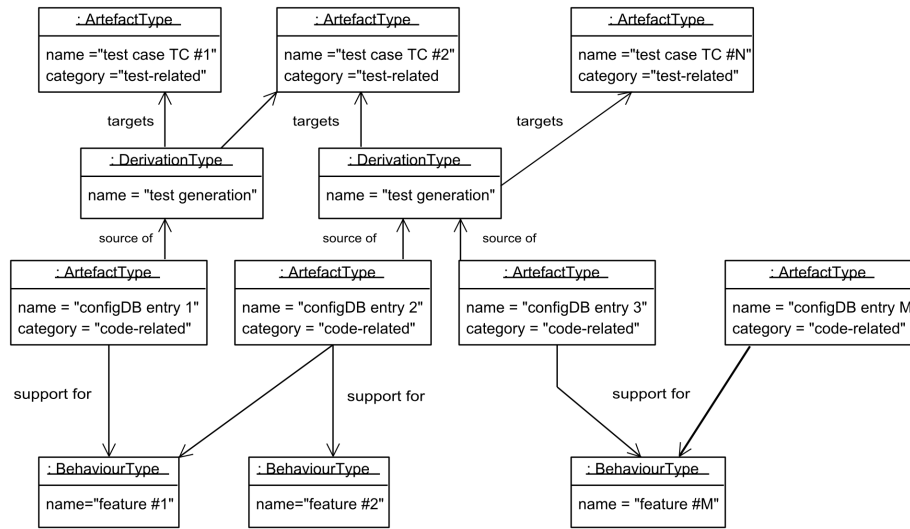 : ArtefactType
name ="test case TC #1"
category ="test-related"
: ArtefactType
name ="test case TC #2"
category ="test-related
: ArtefactType
name ="test case TC #N"
category ="test-related"
targets
targets
targets
: DerivationType
name = "test generation"
: DerivationType
name = "test generation"
source of
source of
source of
: ArtefactType
name = "configDB entry 1"
category = "code-related"
: ArtefactType
name = "configDB entry 2"
category = "code-related"
: ArtefactType
name = "configDB entry 3"
category = "code-related"
: ArtefactType
name = "configDB entry M
category = "code-related"
support for
support for
support for
: BehaviourType
name="feature #1"
: BehaviourType
name="feature #2"
: BehaviourType
name = "feature #M"